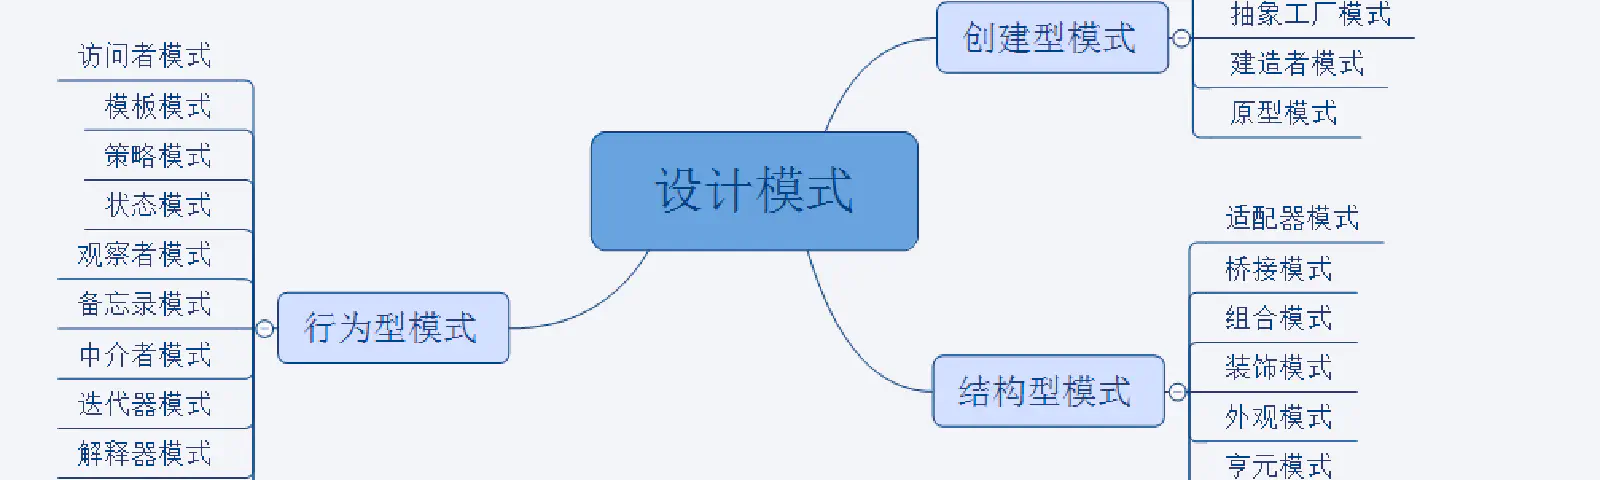 设计模式
创建型模式
抽象工厂模式
建造者模式
原型模式
结构型模式
适配器模式
桥接模式
组合模式
装饰模式
外观模式
亨元模式
行为型模式
访问者模式
模板模式
策略模式
状态模式
观察者模式
备忘录模式
中介者模式
迭代器模式
解释器模式